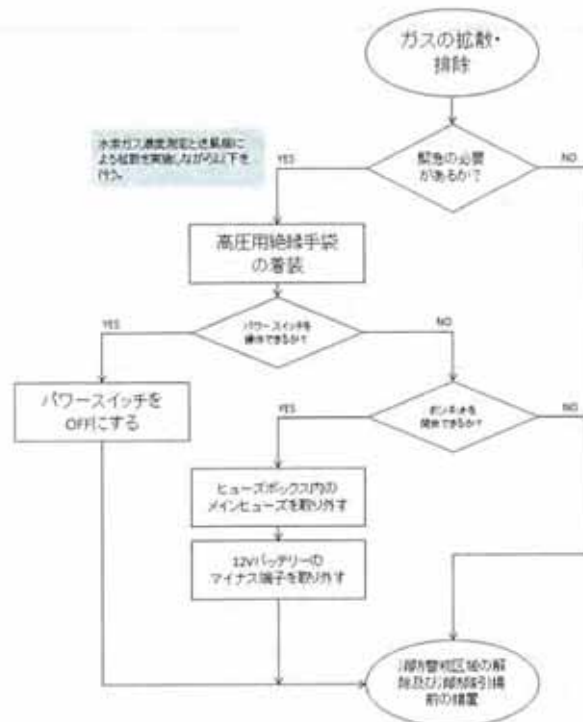 ガスの拡散・
排除
水素ガス濃度測定と送風機に
よる拡散を実施しながら以下を
行う。
緊急の必要
があるか？
YES
NO
高圧用絶縁手袋
の着装
パワースイッチを
操作できるか？
YES
NO
パワースイッチを
OFFにする
ボンネットを
開放できるか？
YES
NO
ヒューズボックス内の
メインヒューズを取り外す
12Vバッテリーの
マイナス端子を取り外す
消防警戒区域の解
除及び消防隊引揚
前の措置